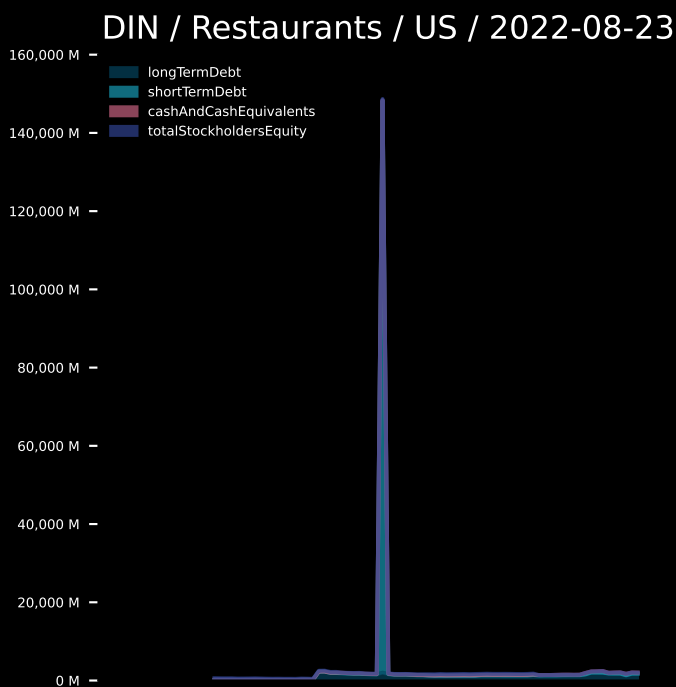 DIN / Restaurants / US / 2022-08-23
160,000 M
longTermDebt
shortTermDebt
cashAndCashEquivalents
totalStockholdersEquity
140,000 M
120,000 M
100,000 M
80,000 M
60,000 M
40,000 M
20,000 M
0 M